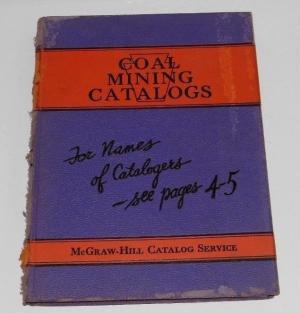 COAL
MINING
CATALOGS
For Names
of Catalogers
—see pages 4-5
McGRAW-HILL CATALOG SERVICE